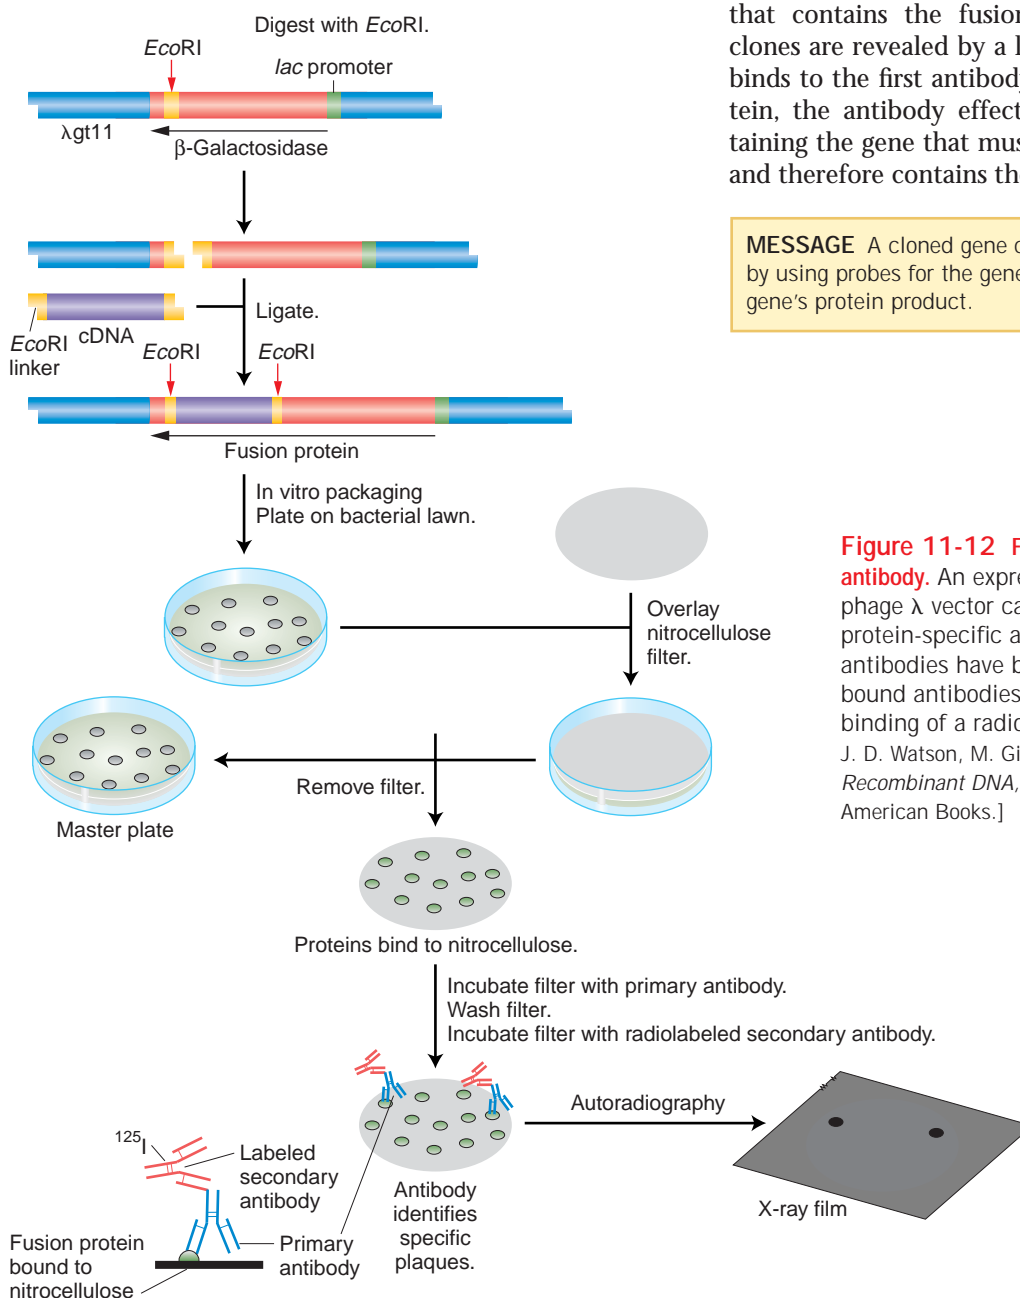 Digest with EcoRI.
EcoRI
lac promoter
λgt11
β-Galactosidase
Ligate.
cDNA
EcoRI
linker
EcoRI
EcoRI
Fusion protein
In vitro packaging
Plate on bacterial lawn.
Overlay
nitrocellulose
filter.
Remove filter.
Master plate
Proteins bind to nitrocellulose.
Incubate filter with primary antibody.
Wash filter.
Incubate filter with radiolabeled secondary antibody.
Autoradiography
125I
Labeled
secondary
antibody
Primary
antibody
Fusion protein
bound to
nitrocellulose
Antibody
identifies
specific
plaques.
X-ray film
that contains the fusion
clones are revealed by a
binds to the first antibody
tein, the antibody effect
taining the gene that mus
and therefore contains the
MESSAGE A cloned gene
by using probes for the gene
gene's protein product.
Figure 11-12
antibody. An expre
phage λ vector ca
protein-specific a
antibodies have b
bound antibodies
binding of a radio
J. D. Watson, M. Gi
Recombinant DNA,
American Books.]